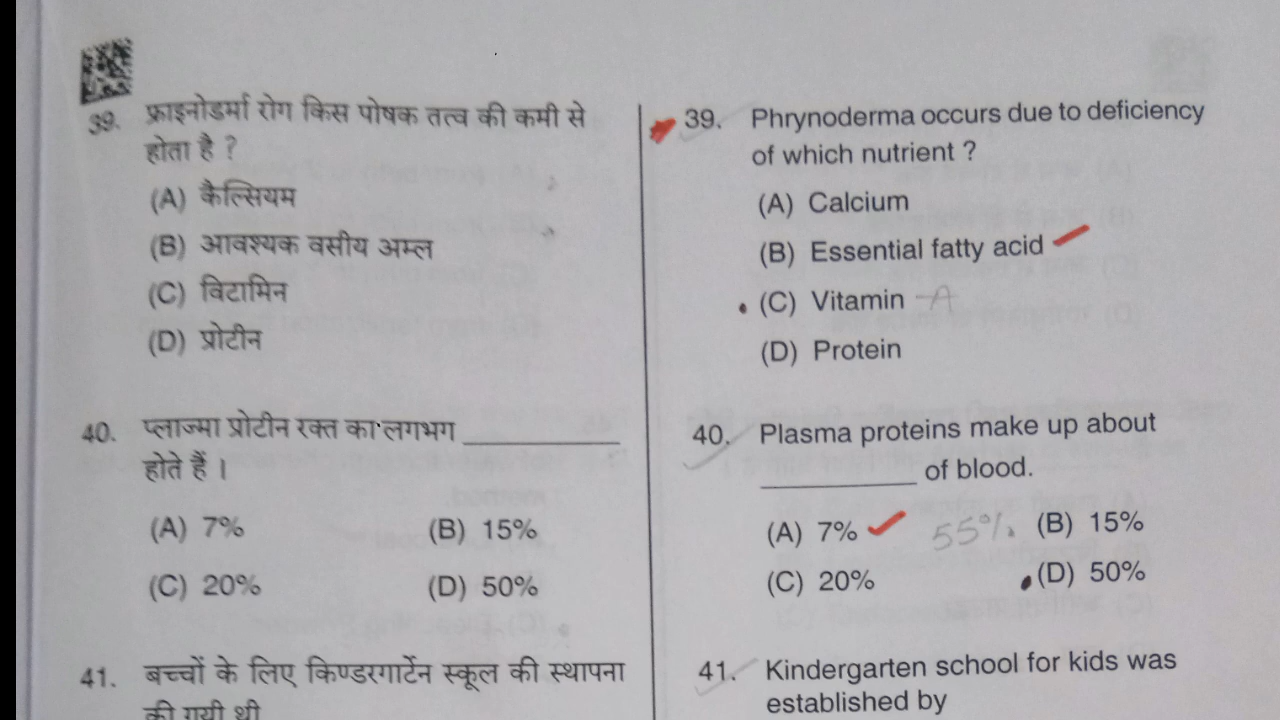 39. फ्राइनोडर्मा रोग किस पोषक तत्व की कमी से
होता है ?
(A) कैल्सियम
(B) आवश्यक वसीय अम्ल
(C) विटामिन
(D) प्रोटीन
40. प्लाज्मा प्रोटीन रक्त का लगभग ____________
होते हैं ।
(A) 7% (B) 15%
(C) 20% (D) 50%
41. बच्चों के लिए किण्डरगार्टेन स्कूल की स्थापना
की गयी थी
39. Phrynoderma occurs due to deficiency
of which nutrient ?
(A) Calcium
(B) Essential fatty acid
(C) Vitamin - A
(D) Protein
40. Plasma proteins make up about
____________ of blood.
(A) 7% 55% (B) 15%
(C) 20% (D) 50%
41. Kindergarten school for kids was
established by